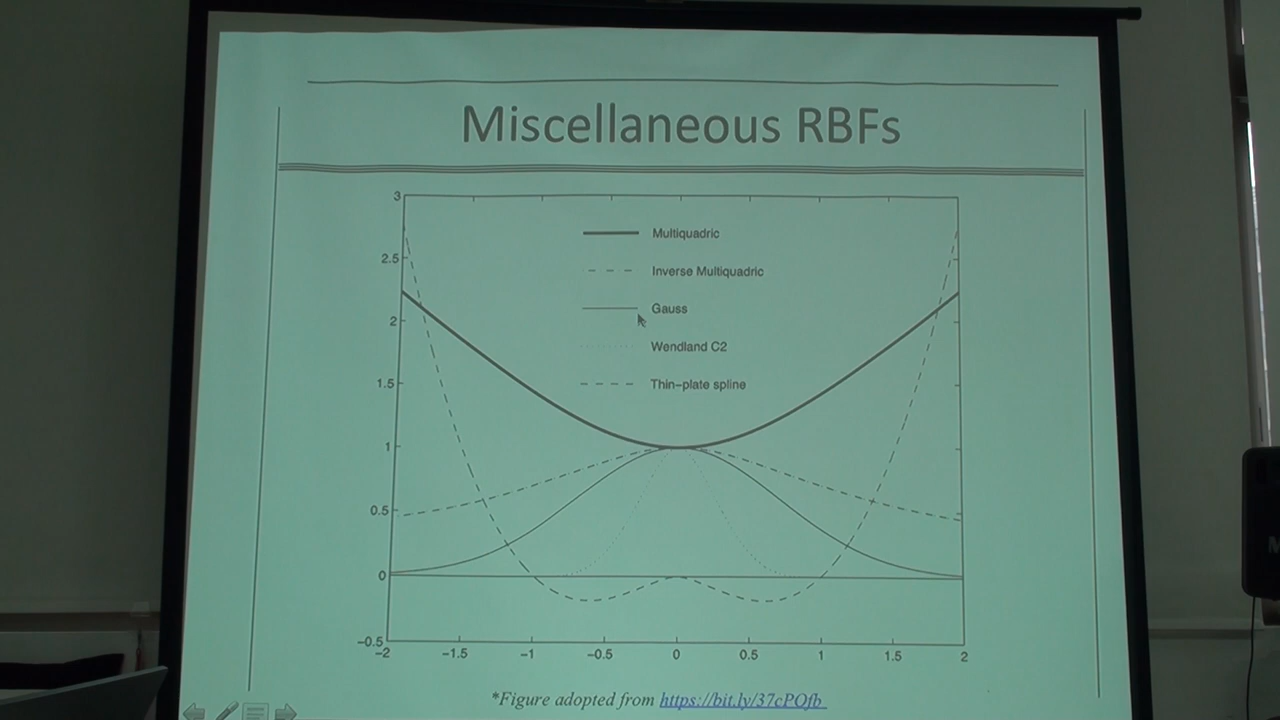 Miscellaneous RBFs
3
Multiquadric
2.5
Inverse Multiquadric
Gauss
2
Wendland C2
1.5
Thin-plate spline
1
0.5
0
-0.5
-2 -1.5 -1 -0.5 0 0.5 1 1.5 2
*Figure adopted from https://bit.ly/37cPQfb